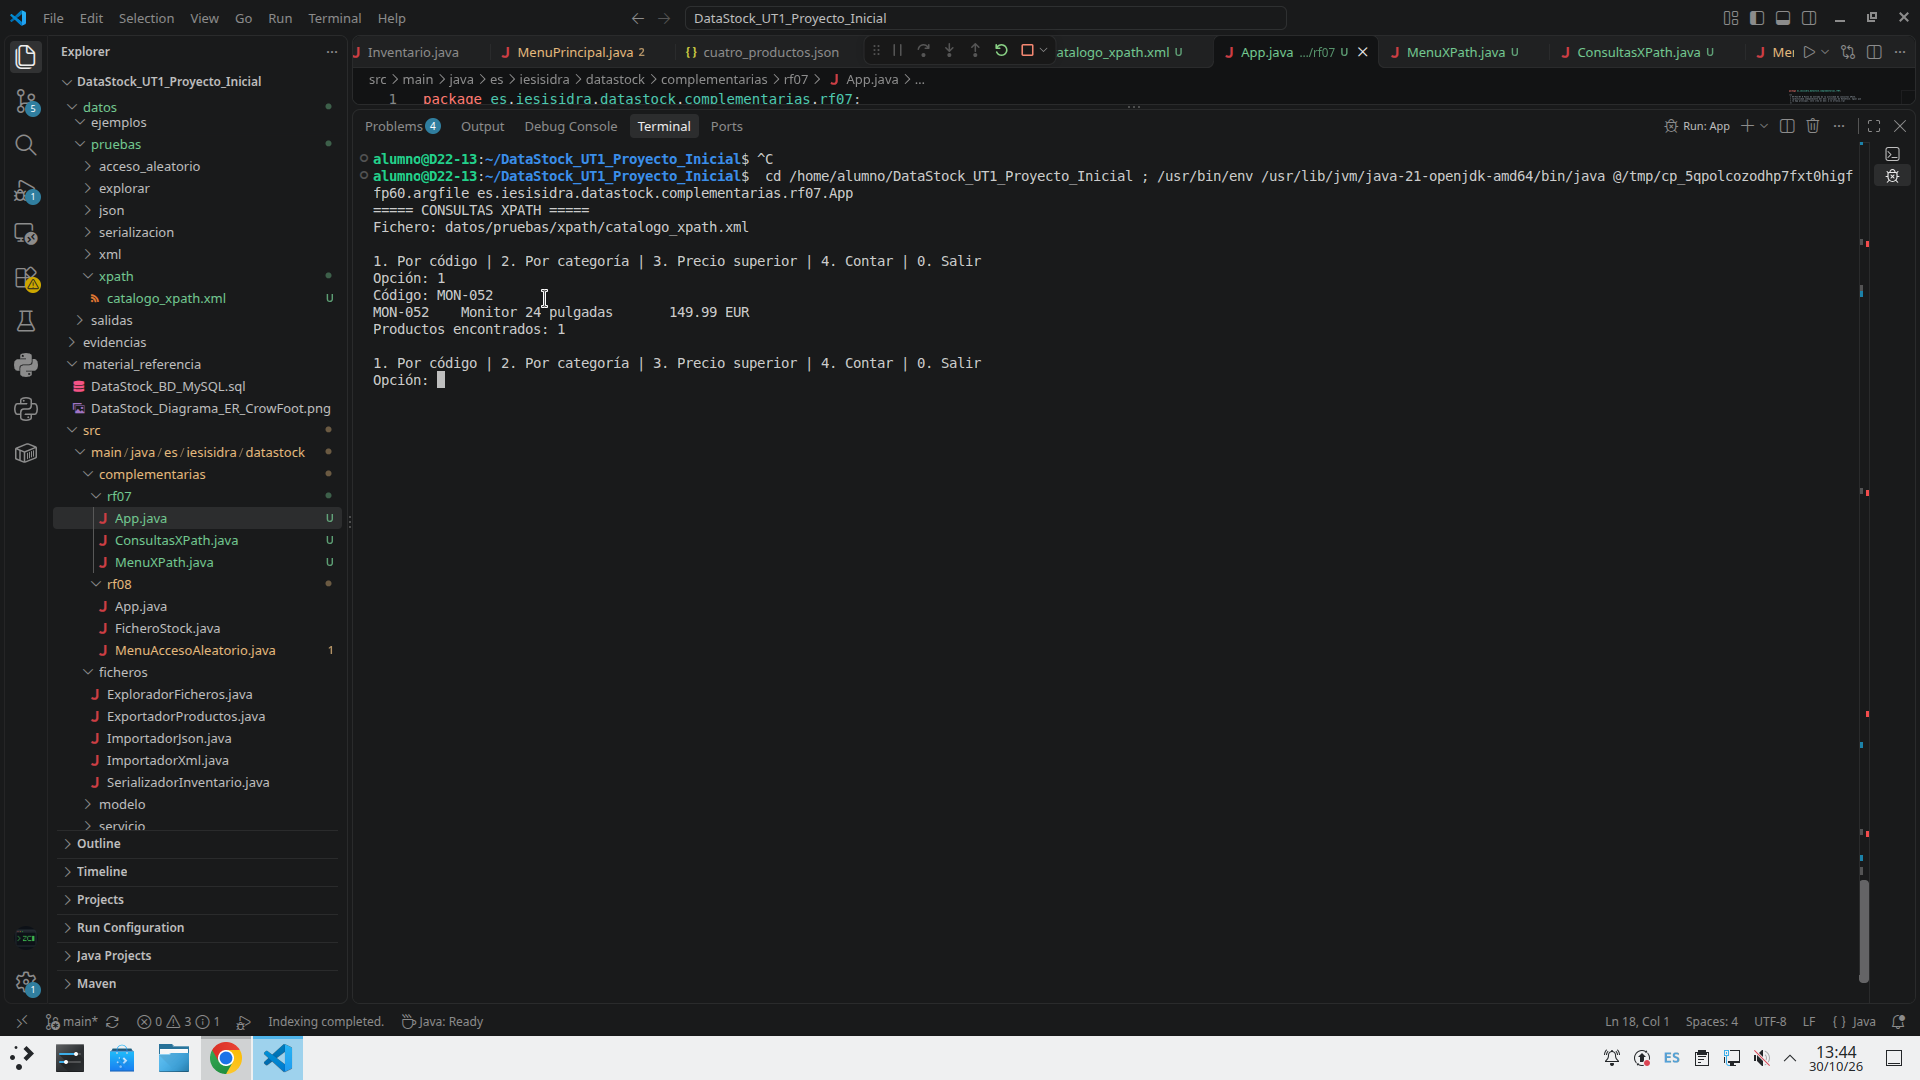 File Edit Selection View Go Run Terminal Help
DataStock_UT1_Proyecto_Inicial
Explorer
DataStock_UT1_Proyecto_Inicial
datos
ejemplos
pruebas
acceso_aleatorio
explorar
json
serializacion
xml
xpath
catalogo_xpath.xml U
salidas
evidencias
material_referencia
DataStock_BD_MySQL.sql
DataStock_Diagrama_ER_CrowFoot.png
src
main / java / es / iesisidra / datastock
complementarias
rf07
App.java U
ConsultasXPath.java U
MenuXPath.java U
rf08
App.java
FicheroStock.java
MenuAccesoAleatorio.java 1
ficheros
ExploradorFicheros.java
ExportadorProductos.java
ImportadorJson.java
ImportadorXml.java
SerializadorInventario.java
modelo
servicio
Outline
Timeline
Projects
Run Configuration
Java Projects
Maven
5
1
1
Inventario.java MenuPrincipal.java 2 cuatro_productos.json atalogo_xpath.xml U App.java .../rf07 U MenuXPath.java U ConsultasXPath.java U Mei
src > main > java > es > iesisidra > datastock > complementarias > rf07 > App.java > ...
1 package es.iesisidra.datastock.complementarias.rf07;
Problems 4 Output Debug Console Terminal Ports
Run: App
alumno@D22-13:~/DataStock_UT1_Proyecto_Inicial$ ^C
alumno@D22-13:~/DataStock_UT1_Proyecto_Inicial$  cd /home/alumno/DataStock_UT1_Proyecto_Inicial ; /usr/bin/env /usr/lib/jvm/java-21-openjdk-amd64/bin/java @/tmp/cp_5qpolcozodhp7fxt0higf
fp60.argfile es.iesisidra.datastock.complementarias.rf07.App
===== CONSULTAS XPATH =====
Fichero: datos/pruebas/xpath/catalogo_xpath.xml
1. Por código | 2. Por categoría | 3. Precio superior | 4. Contar | 0. Salir
Opción: 1
Código: MON-052
MON-052    Monitor 24 pulgadas       149.99 EUR
Productos encontrados: 1
1. Por código | 2. Por categoría | 3. Precio superior | 4. Contar | 0. Salir
Opción:
main* 0 3 1 Indexing completed. Java: Ready
Ln 18, Col 1 Spaces: 4 UTF-8 LF { } Java
ES
13:44
30/10/26